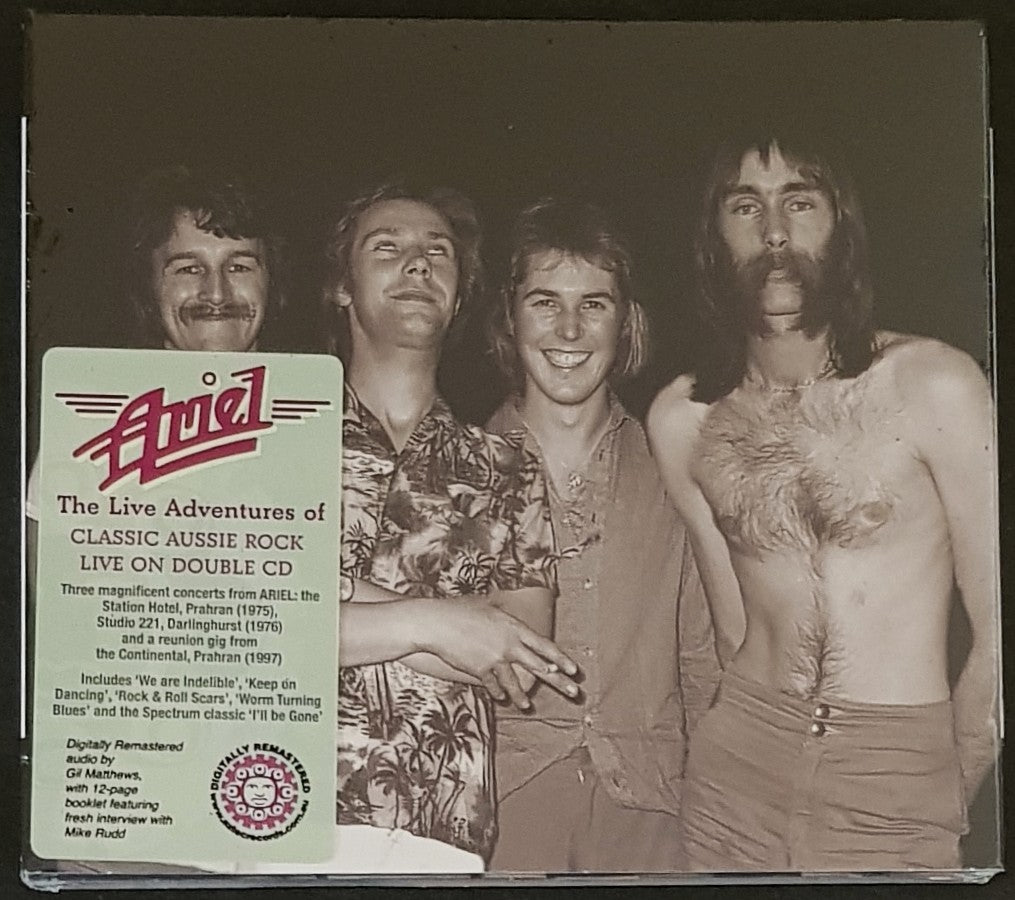 Ariel
The Live Adventures of
CLASSIC AUSSIE ROCK
LIVE ON DOUBLE CD
Three magnificent concerts from ARIEL: the
Station Hotel, Prahran (1975),
Studio 221, Darlinghurst (1976)
and a reunion gig from
the Continental, Prahran (1997)
Includes 'We are Indelible', 'Keep on
Dancing', 'Rock & Roll Scars', 'Worm Turning
Blues' and the Spectrum classic 'I'll be Gone'
Digitally Remastered
audio by
Gil Matthews,
with 12-page
booklet featuring
fresh interview with
Mike Rudd
DIGITALLY REMASTERED